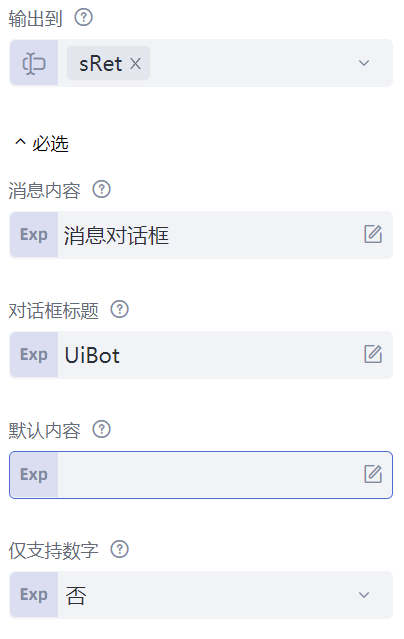 输出到
sRet
必选
消息内容
Exp 消息对话框
对话框标题
Exp UiBot
默认内容
Exp
仅支持数字
Exp 否